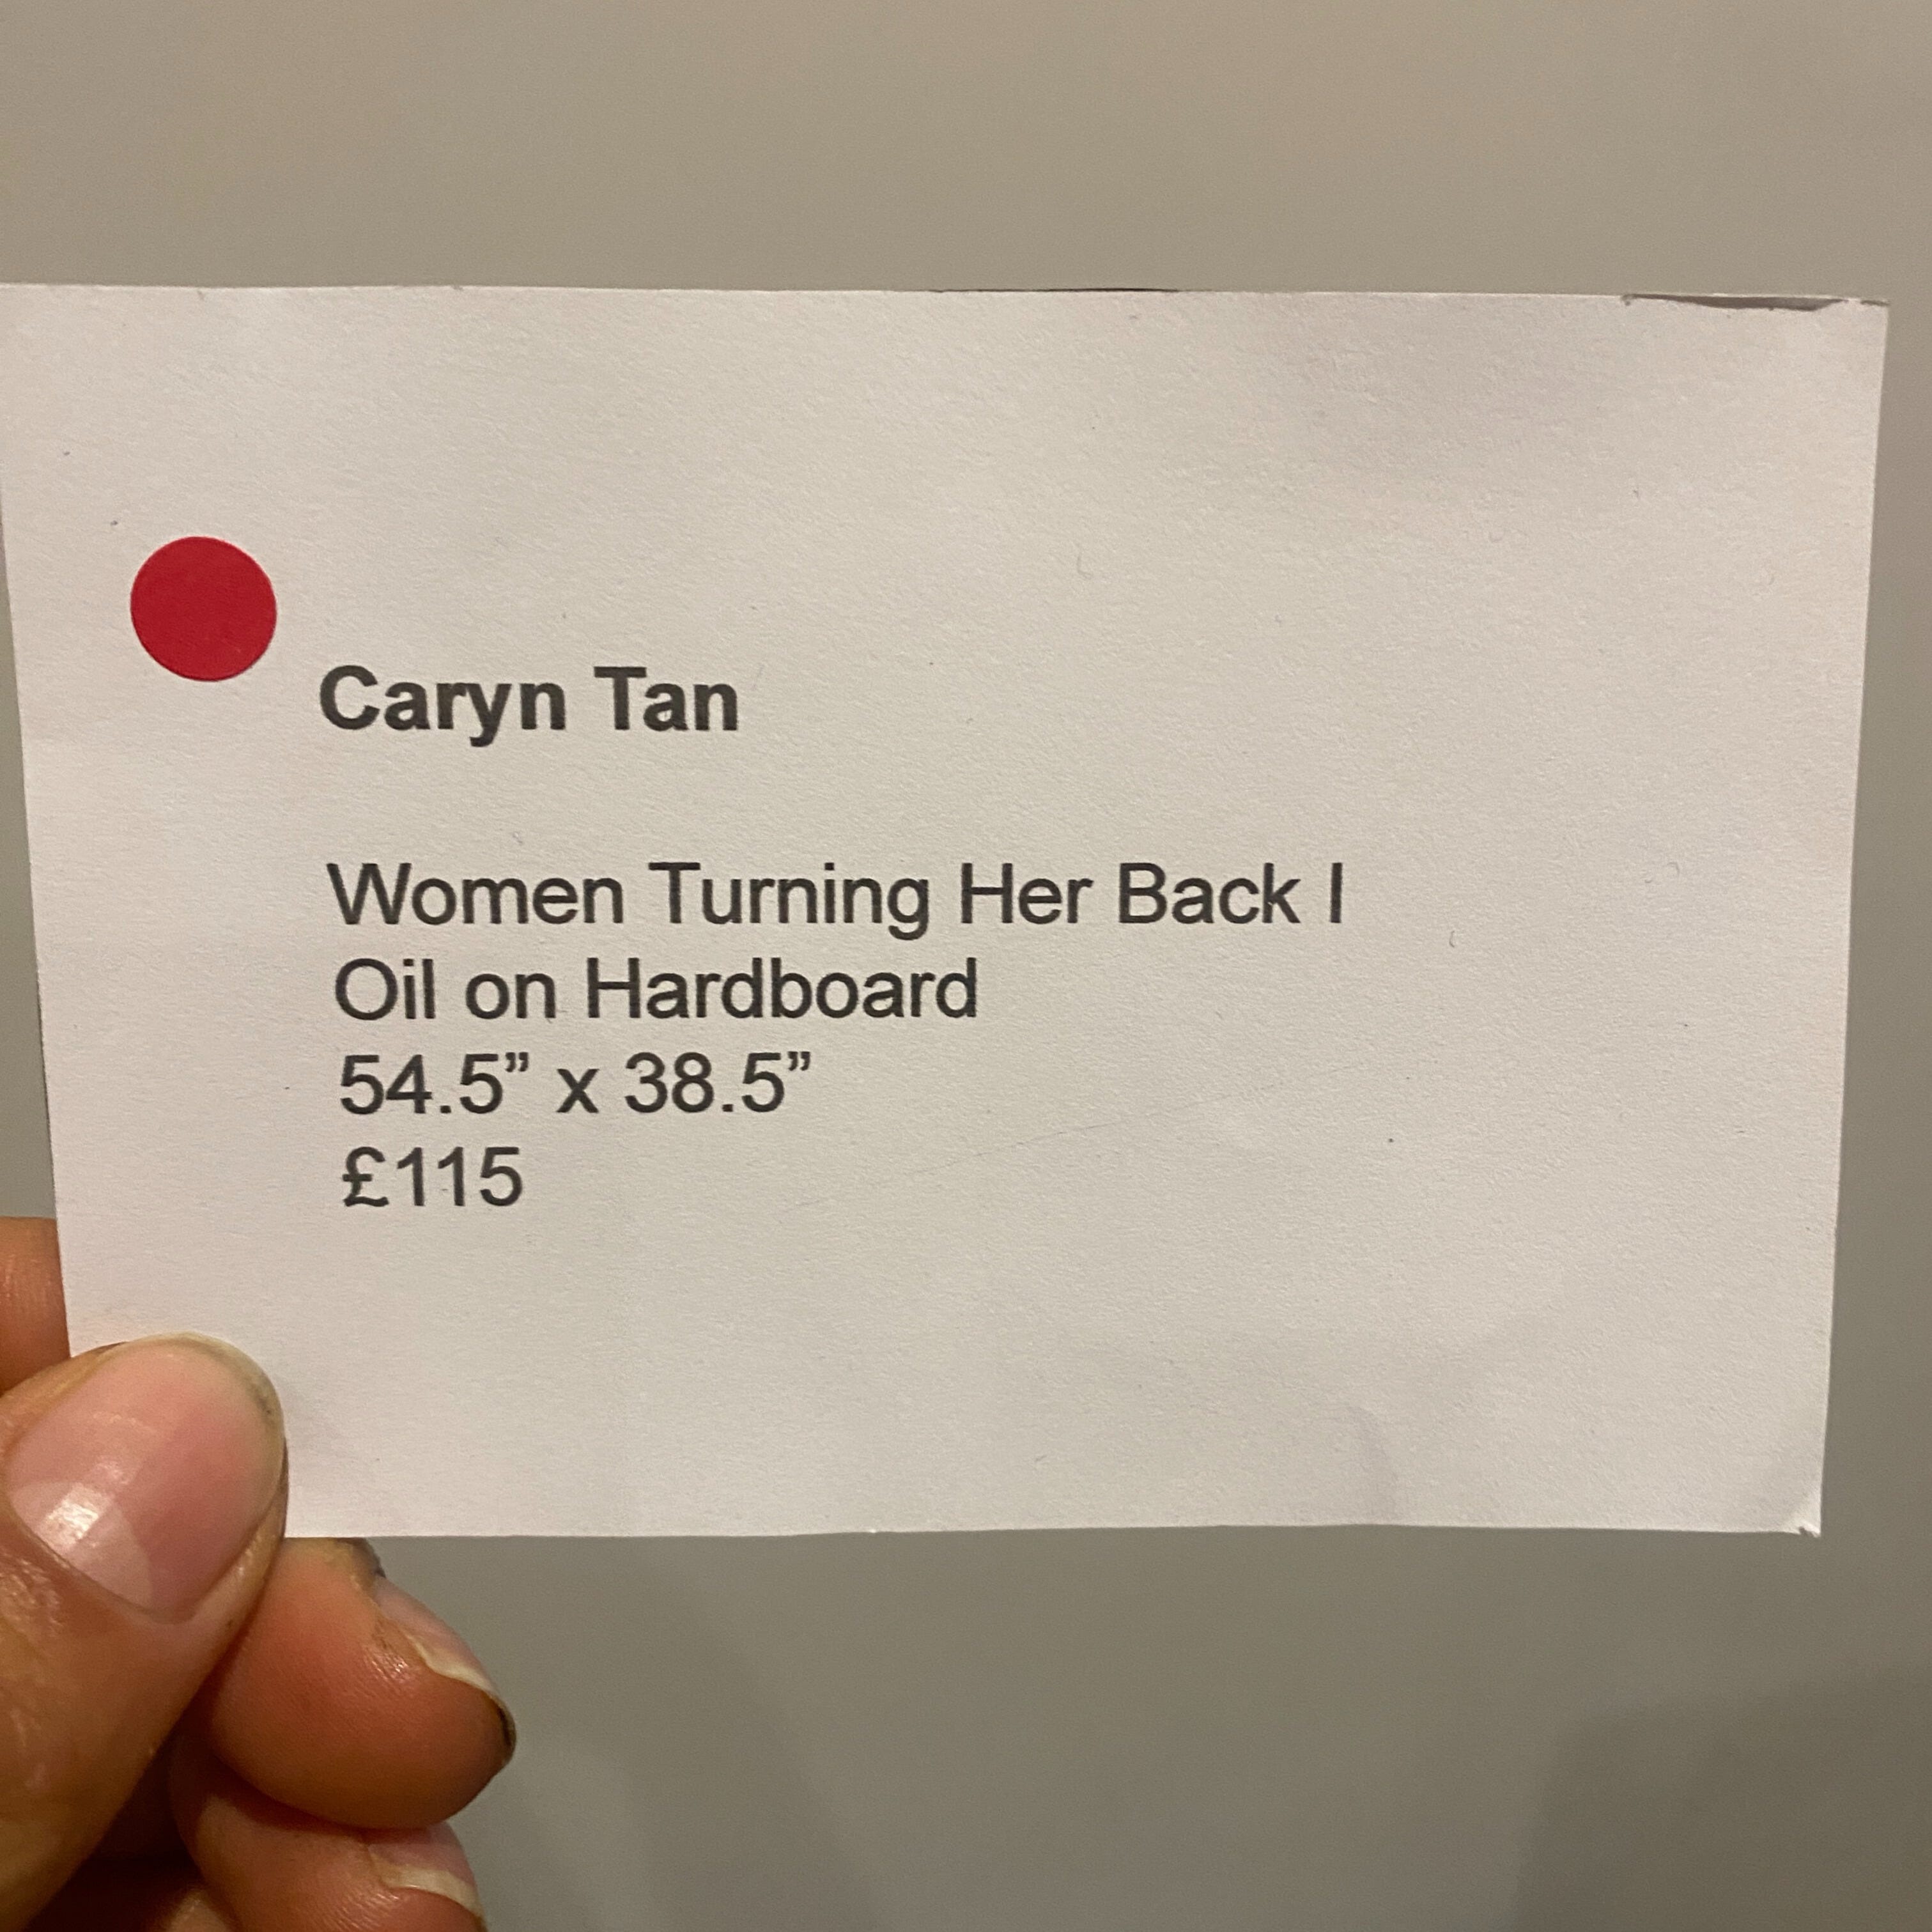 Caryn Tan
Women Turning Her Back I
Oil on Hardboard
54.5” x 38.5”
£115